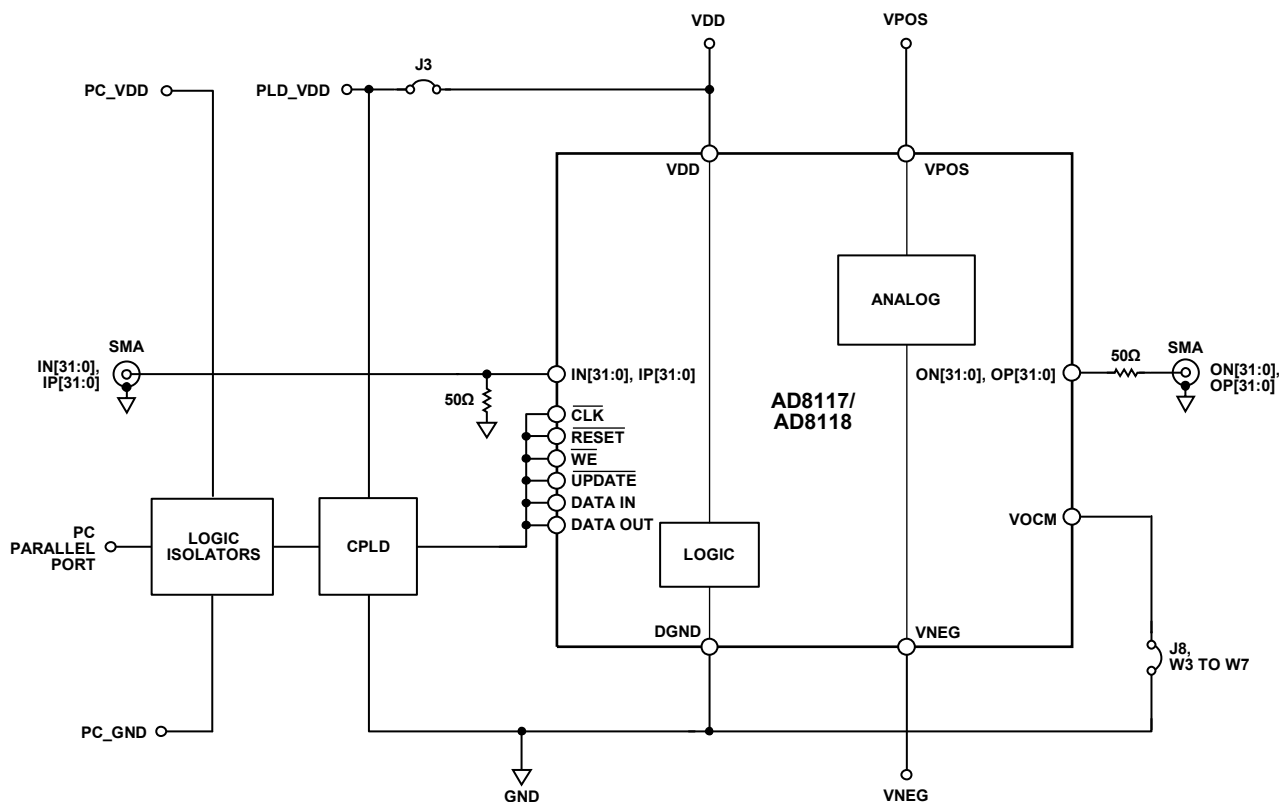 VDD
VPOS
J3
PC_VDD
PLD_VDD
VDD
VPOS
ANALOG
SMA
IN[31:0],
IP[31:0]
50Ω
IN[31:0], IP[31:0]
ON[31:0], OP[31:0]
50Ω
SMA
ON[31:0],
OP[31:0]
AD8117/
AD8118
CLK
RESET
WE
UPDATE
DATA IN
DATA OUT
VOCM
PC
PARALLEL
PORT
LOGIC
ISOLATORS
CPLD
LOGIC
DGND
VNEG
J8,
W3 TO W7
PC_GND
GND
VNEG